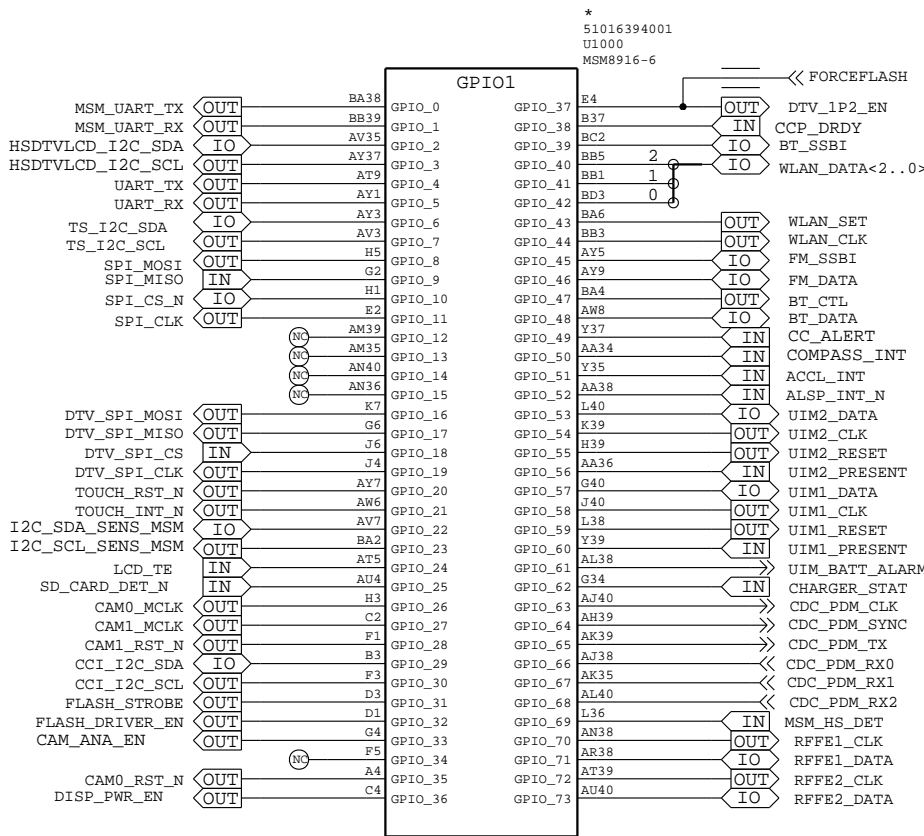 *
51016394001
U1000
MSM8916-6
GPIO1
FORCEFLASH
MSM_UART_TX OUT BA38 GPIO_0 GPIO_37 E4 OUT DTV_1P2_EN
MSM_UART_RX OUT BB39 GPIO_1 GPIO_38 B37 IN CCP_DRDY
HSDTVLCD_I2C_SDA IO AV35 GPIO_2 GPIO_39 BC2 IO BT_SSBI
HSDTVLCD_I2C_SCL OUT AY37 GPIO_3 GPIO_40 BB5 2 IO WLAN_DATA<2..0>
UART_TX OUT AT9 GPIO_4 GPIO_41 BB1 1
UART_RX OUT AY1 GPIO_5 GPIO_42 BD3 0
TS_I2C_SDA IO AY3 GPIO_6 GPIO_43 BA6 OUT WLAN_SET
TS_I2C_SCL OUT AV3 GPIO_7 GPIO_44 BB3 OUT WLAN_CLK
SPI_MOSI OUT H5 GPIO_8 GPIO_45 AY5 IO FM_SSBI
SPI_MISO IN G2 GPIO_9 GPIO_46 AY9 IO FM_DATA
SPI_CS_N IO H1 GPIO_10 GPIO_47 BA4 OUT BT_CTL
SPI_CLK OUT E2 GPIO_11 GPIO_48 AW8 IO BT_DATA
NC AM39 GPIO_12 GPIO_49 Y37 IN CC_ALERT
NC AM35 GPIO_13 GPIO_50 AA34 IN COMPASS_INT
NC AN40 GPIO_14 GPIO_51 Y35 IN ACCL_INT
NC AN36 GPIO_15 GPIO_52 AA38 IN ALSP_INT_N
DTV_SPI_MOSI OUT K7 GPIO_16 GPIO_53 L40 IO UIM2_DATA
DTV_SPI_MISO OUT G6 GPIO_17 GPIO_54 K39 OUT UIM2_CLK
DTV_SPI_CS IN J6 GPIO_18 GPIO_55 H39 OUT UIM2_RESET
DTV_SPI_CLK OUT J4 GPIO_19 GPIO_56 AA36 IN UIM2_PRESENT
TOUCH_RST_N OUT AY7 GPIO_20 GPIO_57 G40 IO UIM1_DATA
TOUCH_INT_N OUT AW6 GPIO_21 GPIO_58 J40 OUT UIM1_CLK
I2C_SDA_SENS_MSM IO AV7 GPIO_22 GPIO_59 L38 OUT UIM1_RESET
I2C_SCL_SENS_MSM OUT BA2 GPIO_23 GPIO_60 Y39 IN UIM1_PRESENT
LCD_TE IN AT5 GPIO_24 GPIO_61 AL38 UIM_BATT_ALARM
SD_CARD_DET_N IN AU4 GPIO_25 GPIO_62 G34 IN CHARGER_STAT
CAM0_MCLK OUT H3 GPIO_26 GPIO_63 AJ40 CDC_PDM_CLK
CAM1_MCLK OUT C2 GPIO_27 GPIO_64 AH39 CDC_PDM_SYNC
CAM1_RST_N OUT F1 GPIO_28 GPIO_65 AK39 CDC_PDM_TX
CCI_I2C_SDA IO B3 GPIO_29 GPIO_66 AJ38 CDC_PDM_RX0
CCI_I2C_SCL OUT F3 GPIO_30 GPIO_67 AK35 CDC_PDM_RX1
FLASH_STROBE OUT D3 GPIO_31 GPIO_68 AL40 CDC_PDM_RX2
FLASH_DRIVER_EN OUT D1 GPIO_32 GPIO_69 L36 IN MSM_HS_DET
CAM_ANA_EN OUT G4 GPIO_33 GPIO_70 AN38 OUT RFFE1_CLK
NC F5 GPIO_34 GPIO_71 AR38 IO RFFE1_DATA
CAM0_RST_N OUT A4 GPIO_35 GPIO_72 AT39 OUT RFFE2_CLK
DISP_PWR_EN OUT C4 GPIO_36 GPIO_73 AU40 IO RFFE2_DATA